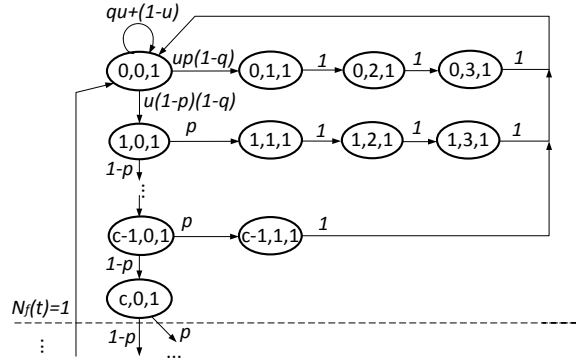 qu+(1-u)
0,0,1 up(1-q) 0,1,1 1 0,2,1 1 0,3,1 1
u(1-p)(1-q)
1,0,1 p 1,1,1 1 1,2,1 1 1,3,1 1
1-p
...
c-1,0,1 p c-1,1,1 1
1-p
c,0,1
Nf(t)=1
... 1-p p ...